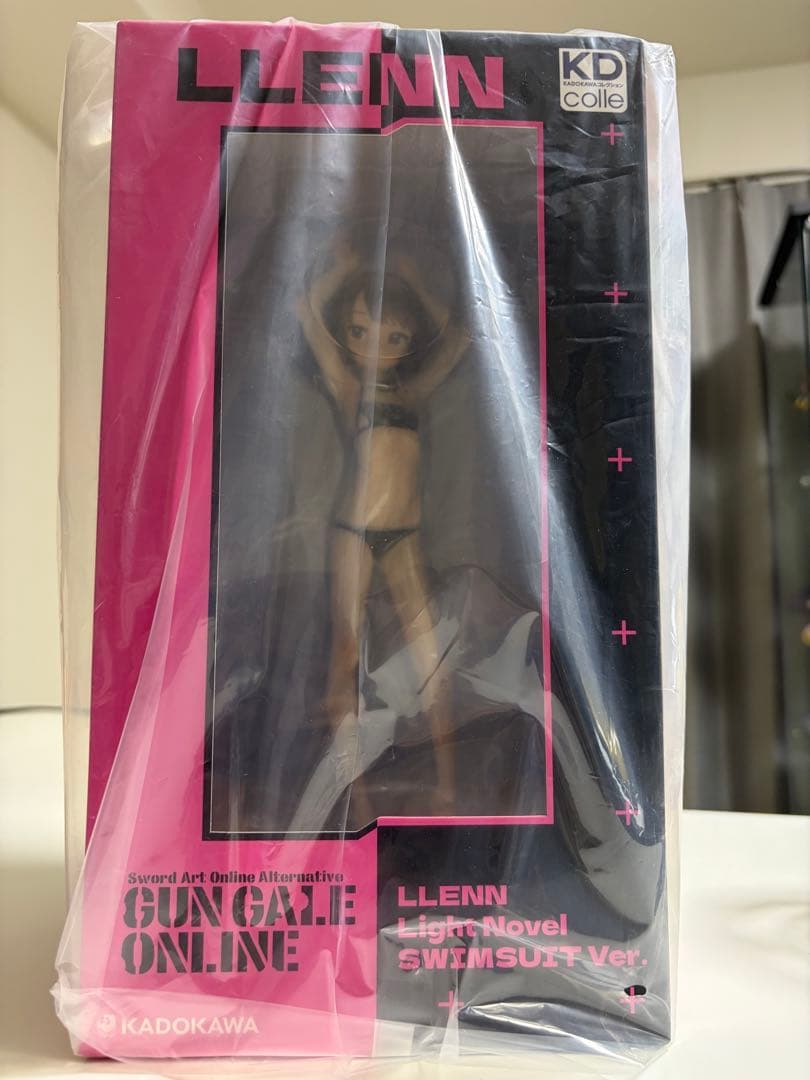 LLENN
KD
KADOKAWAコレクション
colle
Sword Art Online Alternative
GUN GALE
ONLINE
LLENN
Light Novel
SWIMSUIT Ver.
KADOKAWA